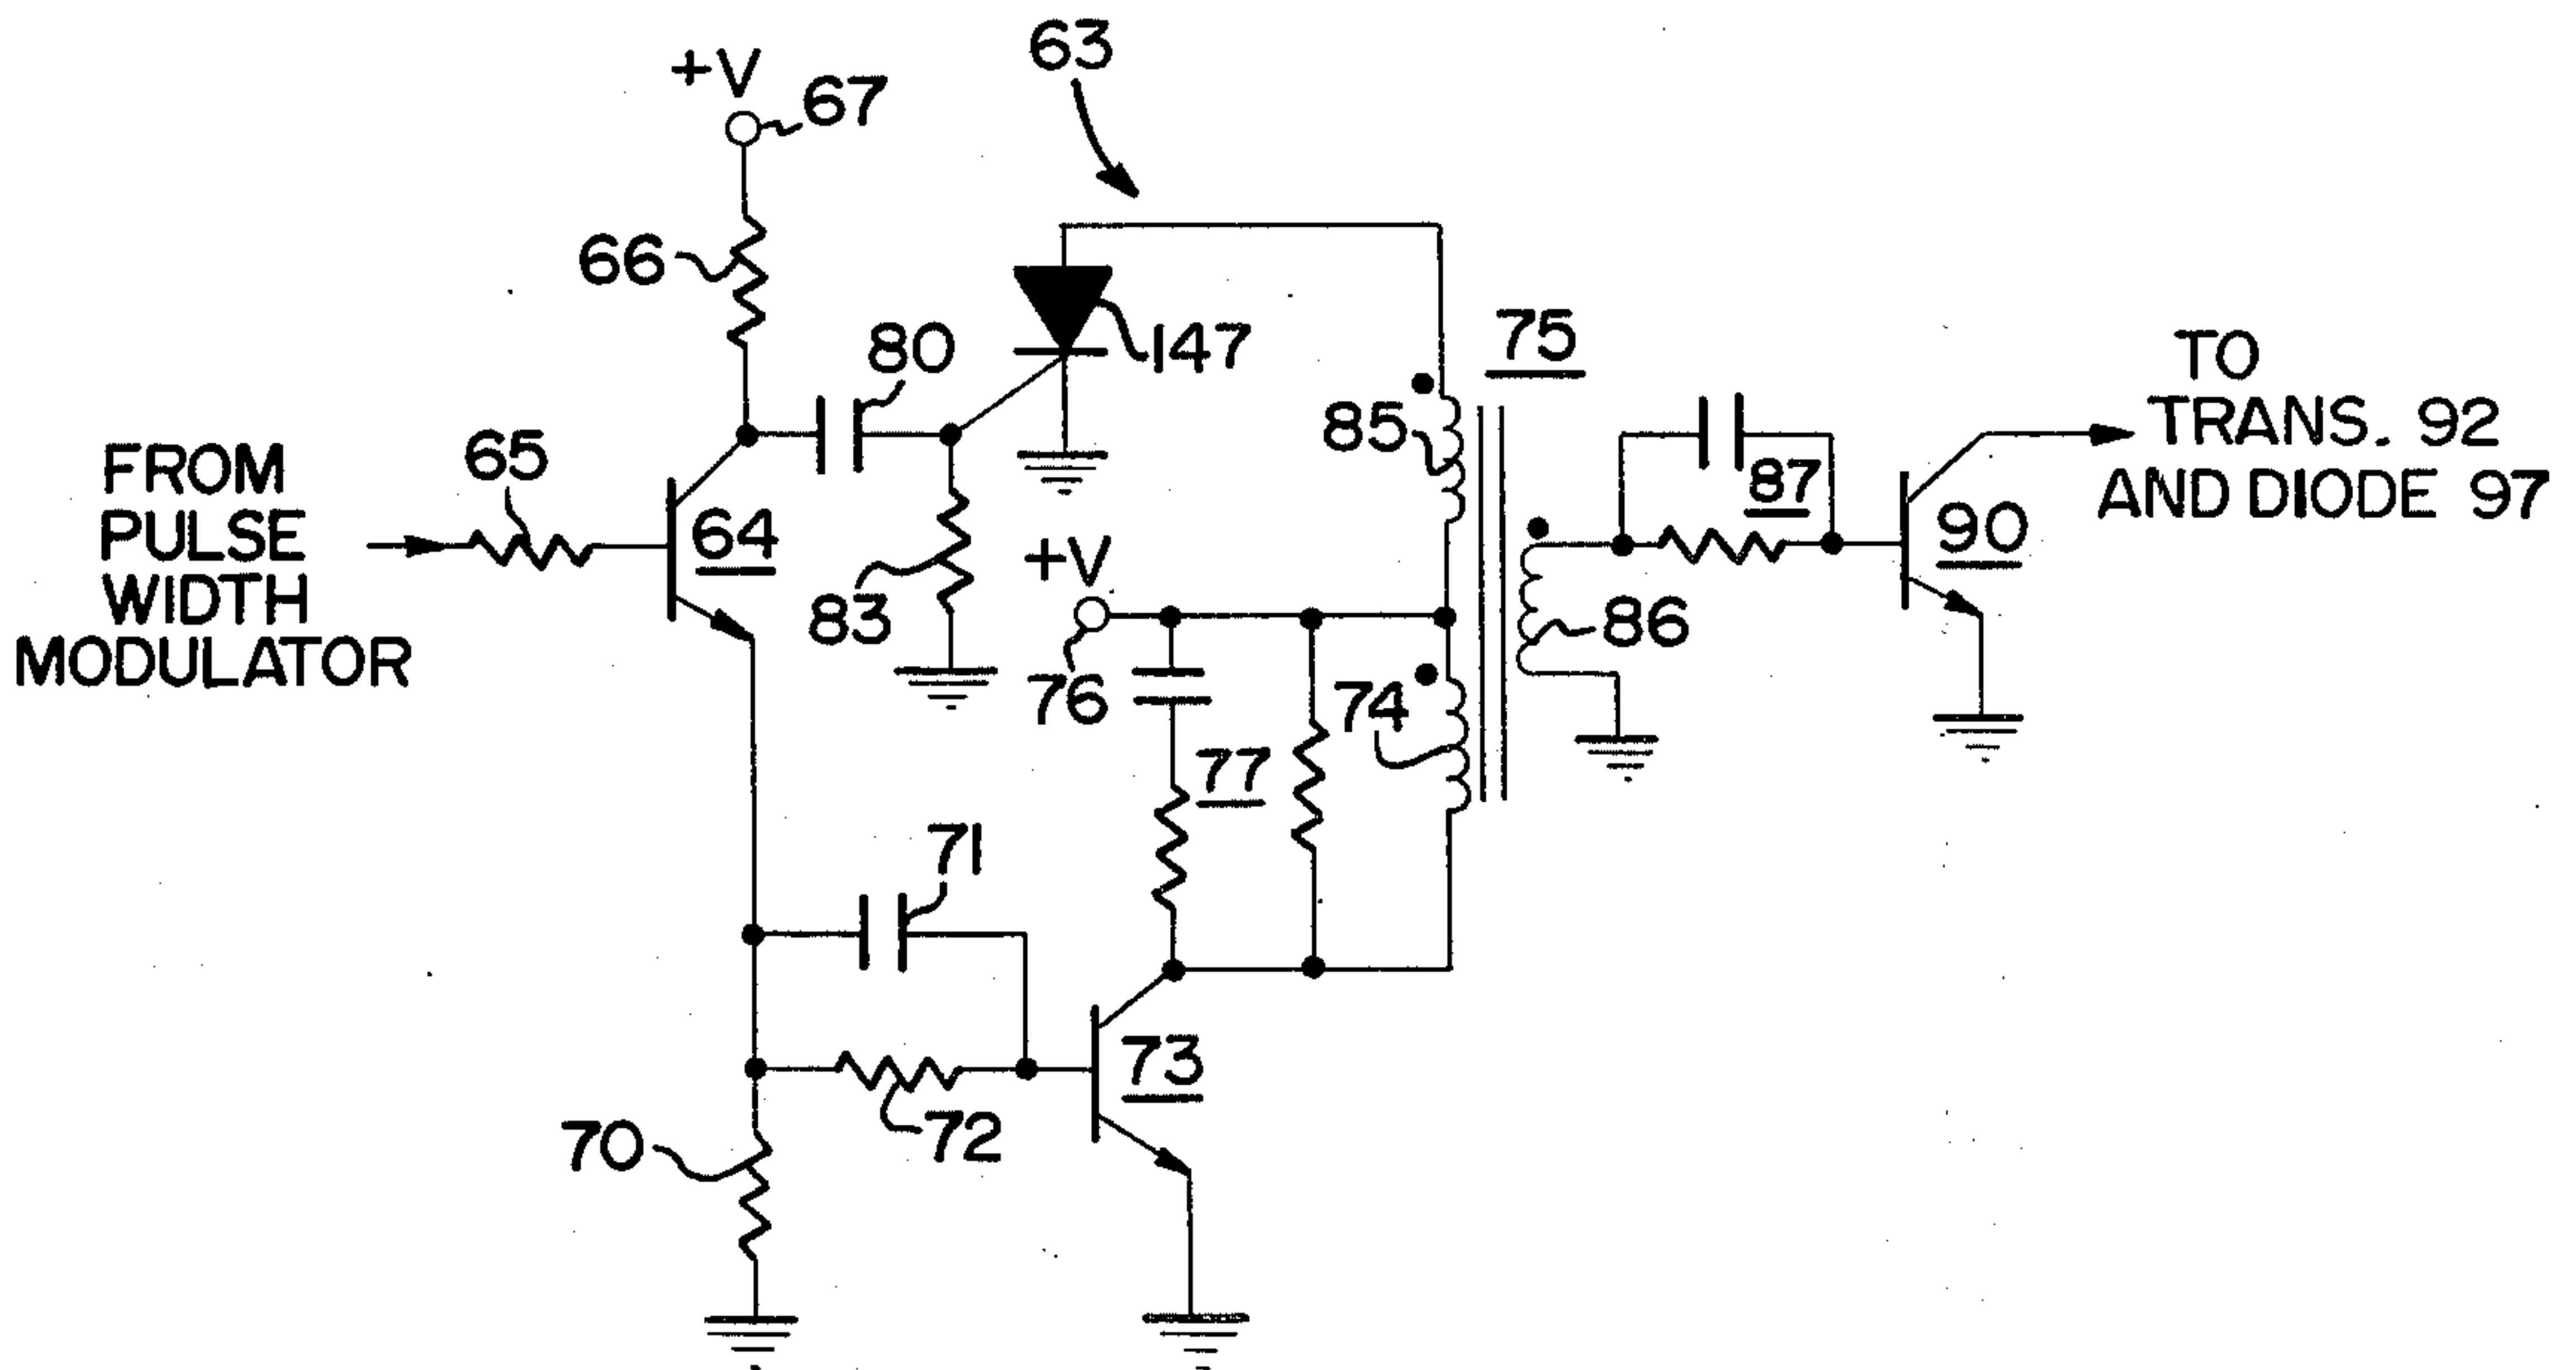 63
+V
67
66
80
147
75
TO
TRANS. 92
AND DIODE 97
FROM
PULSE
WIDTH
MODULATOR
65
64
85
87
90
83
+V
76
86
74
77
71
73
72
70